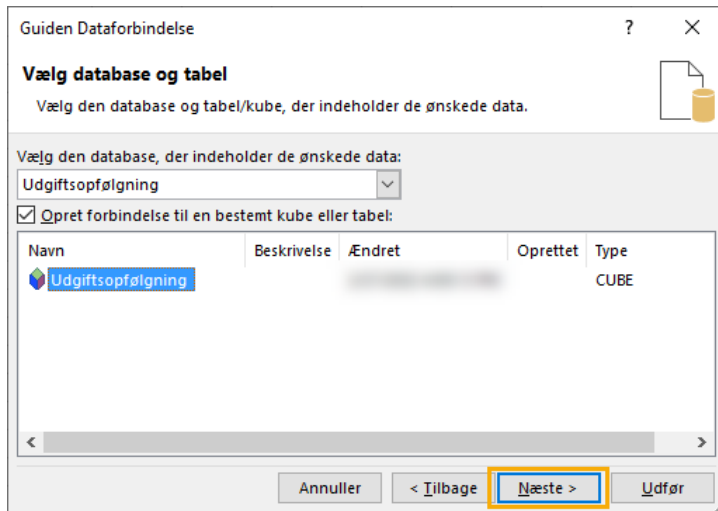 Guiden Dataforbindelse ?
Vælg database og tabel
Vælg den database og tabel/kube, der indeholder de ønskede data.
Vælg den database, der indeholder de ønskede data:
Udgiftsopfølgning
Opret forbindelse til en bestemt kube eller tabel:
Navn Beskrivelse Ændret Oprettet Type
Udgiftsopfølgning CUBE
Annuller < Tilbage Næste > Udfør